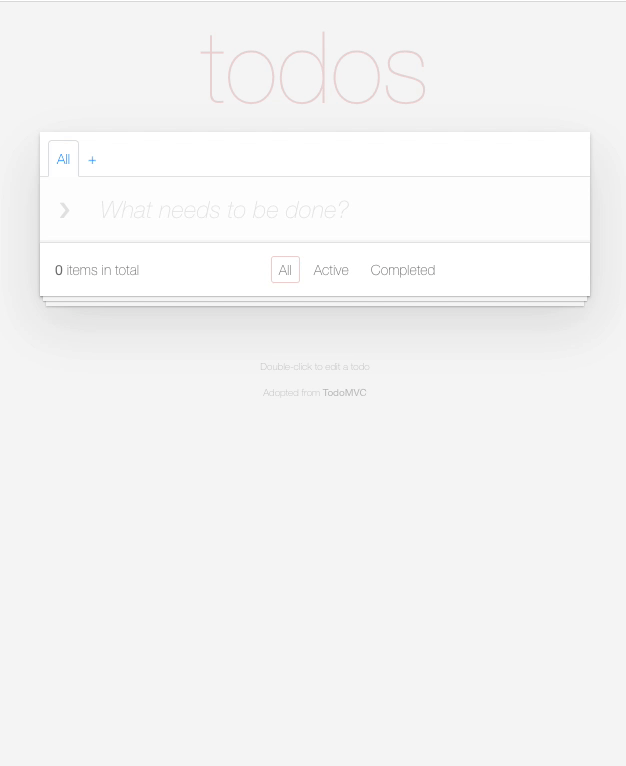 todos
All +
❯ What needs to be done?
0 items in total All Active Completed
Double-click to edit a todo
Adopted from TodoMVC